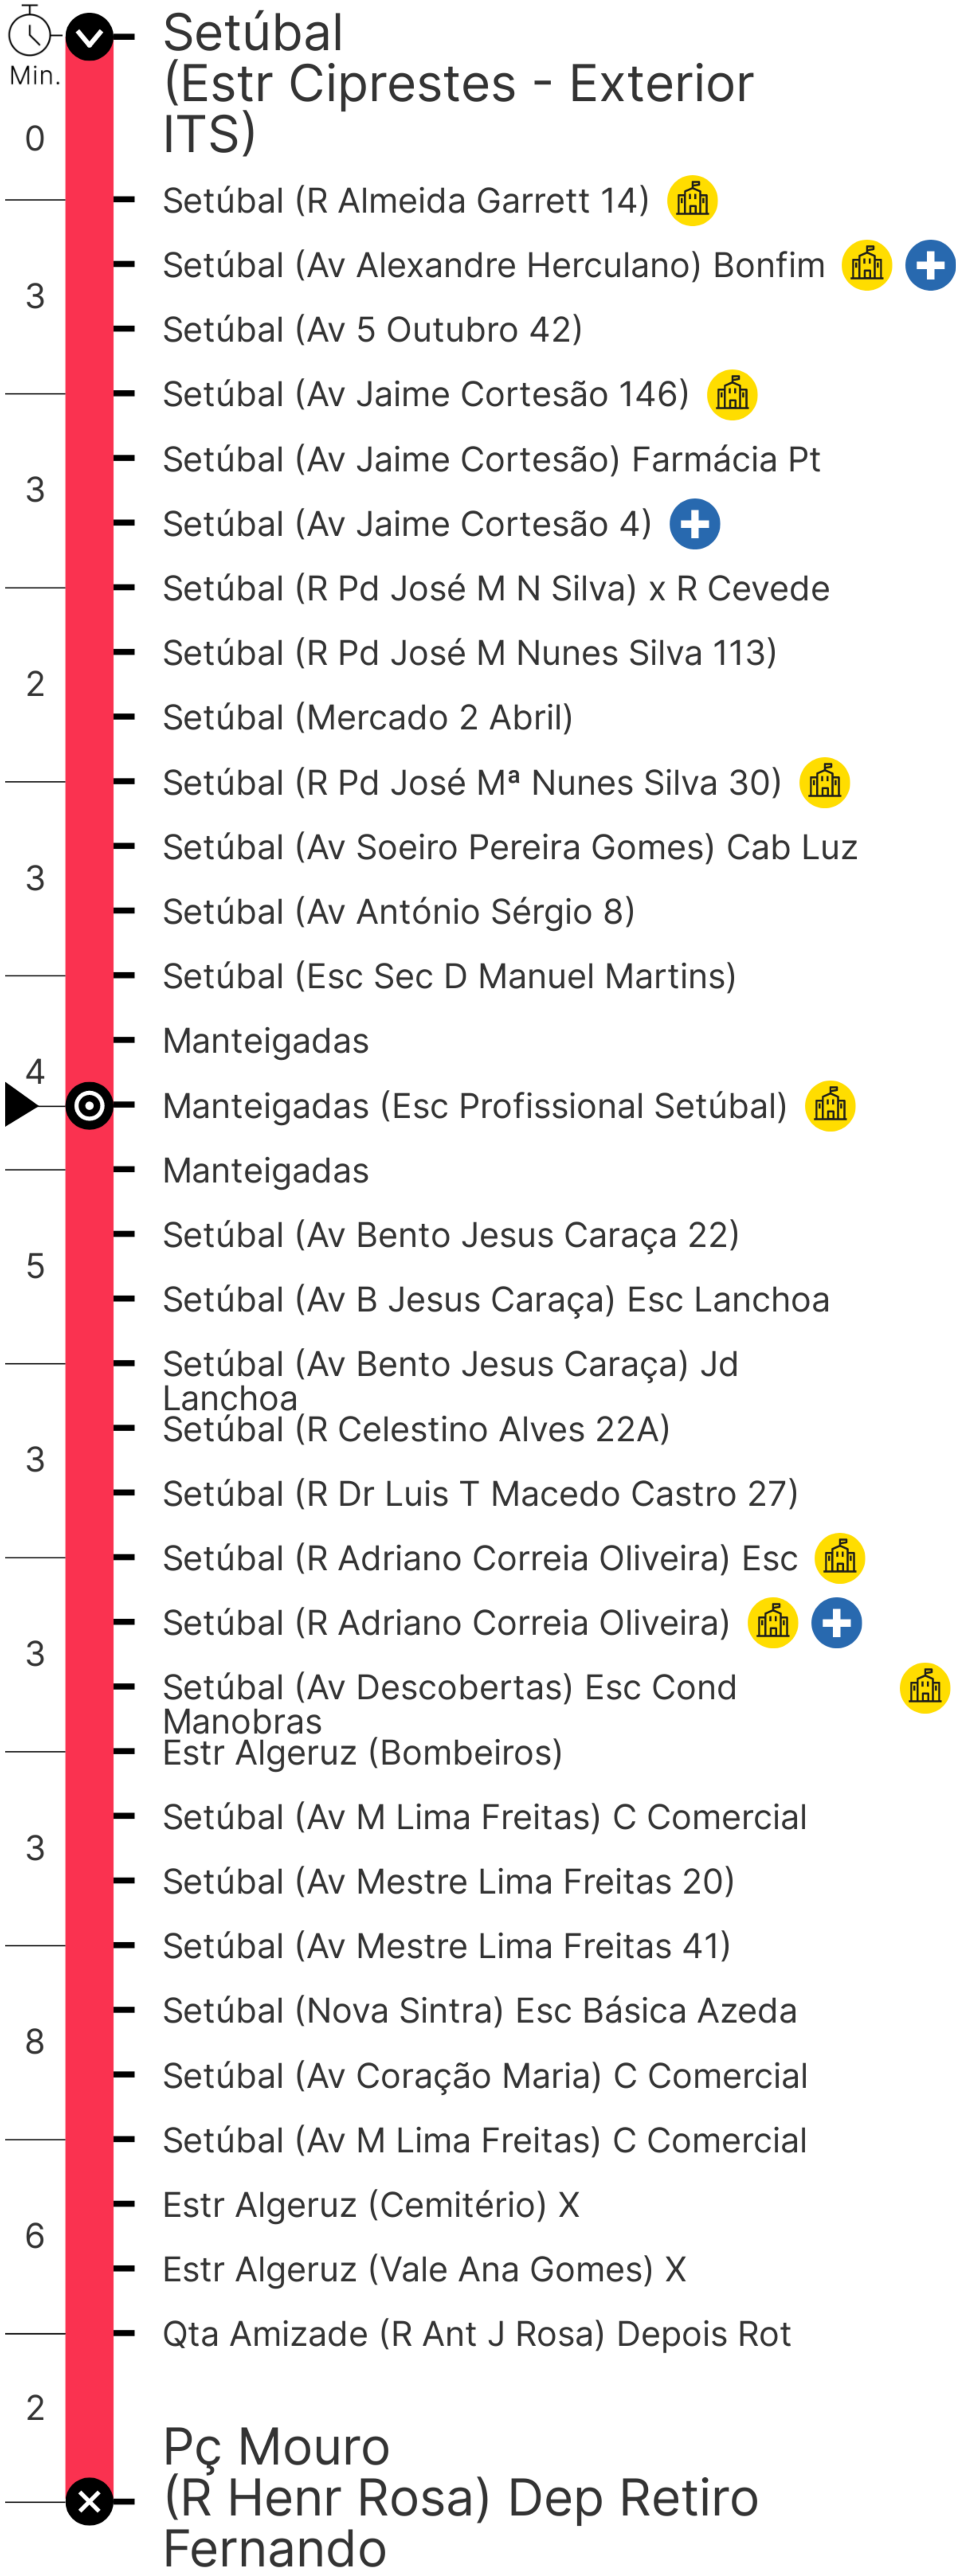 Setúbal
(Estr Ciprestes - Exterior
ITS)
Min.
0
Setúbal (R Almeida Garrett 14)
Setúbal (Av Alexandre Herculano) Bonfim
3
Setúbal (Av 5 Outubro 42)
Setúbal (Av Jaime Cortesão 146)
Setúbal (Av Jaime Cortesão) Farmácia Pt
3
Setúbal (Av Jaime Cortesão 4)
Setúbal (R Pd José M N Silva) x R Cevede
Setúbal (R Pd José M Nunes Silva 113)
2
Setúbal (Mercado 2 Abril)
Setúbal (R Pd José Mª Nunes Silva 30)
Setúbal (Av Soeiro Pereira Gomes) Cab Luz
3
Setúbal (Av António Sérgio 8)
Setúbal (Esc Sec D Manuel Martins)
Manteigadas
4
Manteigadas (Esc Profissional Setúbal)
Manteigadas
Setúbal (Av Bento Jesus Caraça 22)
5
Setúbal (Av B Jesus Caraça) Esc Lanchoa
Setúbal (Av Bento Jesus Caraça) Jd
Lanchoa
Setúbal (R Celestino Alves 22A)
3
Setúbal (R Dr Luis T Macedo Castro 27)
Setúbal (R Adriano Correia Oliveira) Esc
Setúbal (R Adriano Correia Oliveira)
3
Setúbal (Av Descobertas) Esc Cond
Manobras
Estr Algeruz (Bombeiros)
Setúbal (Av M Lima Freitas) C Comercial
3
Setúbal (Av Mestre Lima Freitas 20)
Setúbal (Av Mestre Lima Freitas 41)
Setúbal (Nova Sintra) Esc Básica Azeda
8
Setúbal (Av Coração Maria) C Comercial
Setúbal (Av M Lima Freitas) C Comercial
Estr Algeruz (Cemitério) X
6
Estr Algeruz (Vale Ana Gomes) X
Qta Amizade (R Ant J Rosa) Depois Rot
2
Pç Mouro
(R Henr Rosa) Dep Retiro
Fernando